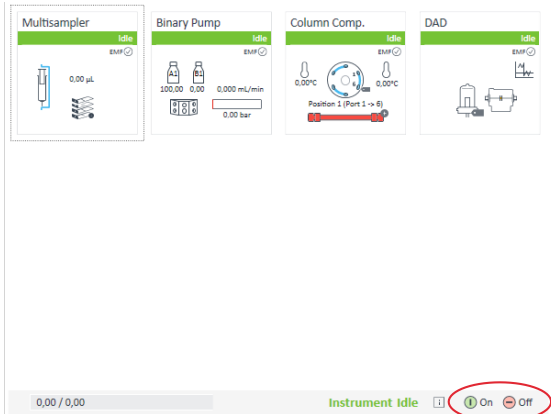 Multisampler
Idle
EMF
0,00 µL
Binary Pump
Idle
EMF
A1 B1
100,00 0,00 0,000 mL/min
0,00 bar
Column Comp.
Idle
EMF
0,00°C 1 6 0,00°C
Position 1 (Port 1 -> 6)
DAD
Idle
EMF
0,00 / 0,00 Instrument Idle i On Off